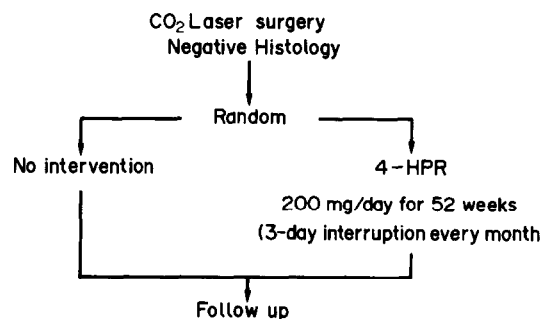 CO₂ Laser surgery
Negative Histology
Random
No intervention
4-HPR
200 mg/day for 52 weeks
(3-day interruption every month
Follow up